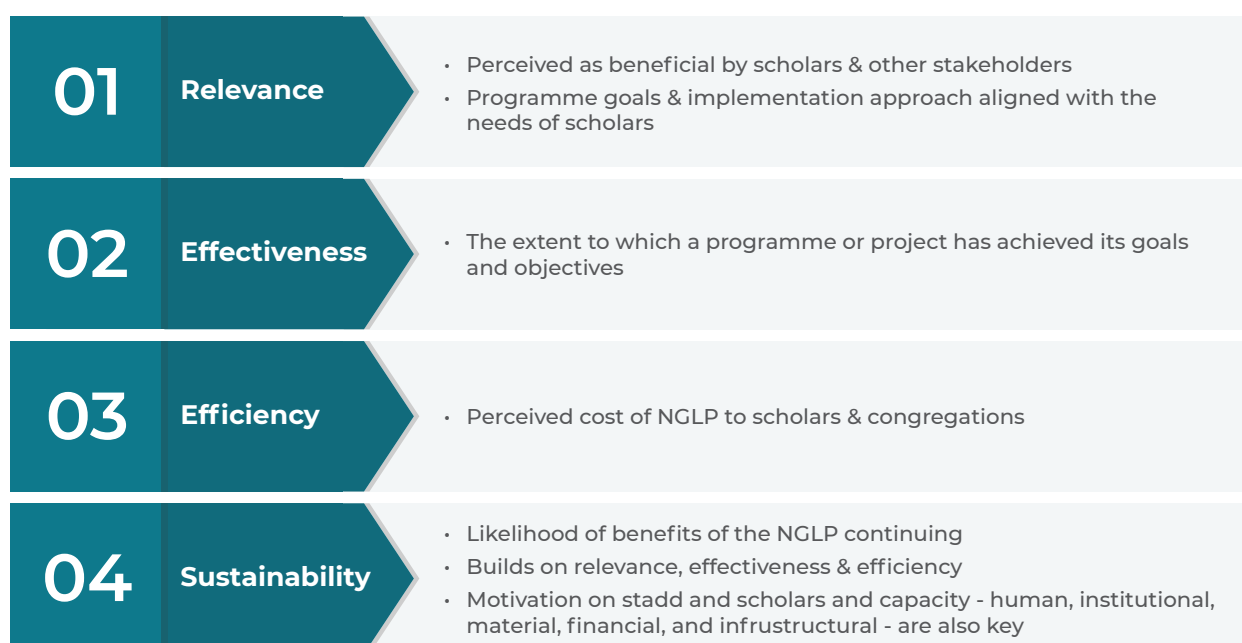 01
Relevance
• Perceived as beneficial by scholars & other stakeholders
• Programme goals & implementation approach aligned with the
needs of scholars
02
Effectiveness
• The extent to which a programme or project has achieved its goals
and objectives
03
Efficiency
• Perceived cost of NGLP to scholars & congregations
04
Sustainability
• Likelihood of benefits of the NGLP continuing
• Builds on relevance, effectiveness & efficiency
• Motivation on stadd and scholars and capacity - human, institutional,
material, financial, and infrustructural - are also key